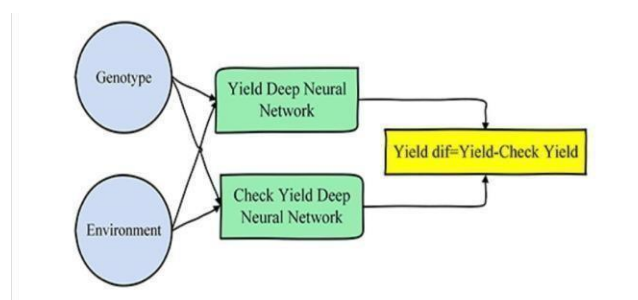 Genotype
Yield Deep Neural
Network
Yield dif=Yield-Check Yield
Check Yield Deep
Neural Network
Environment